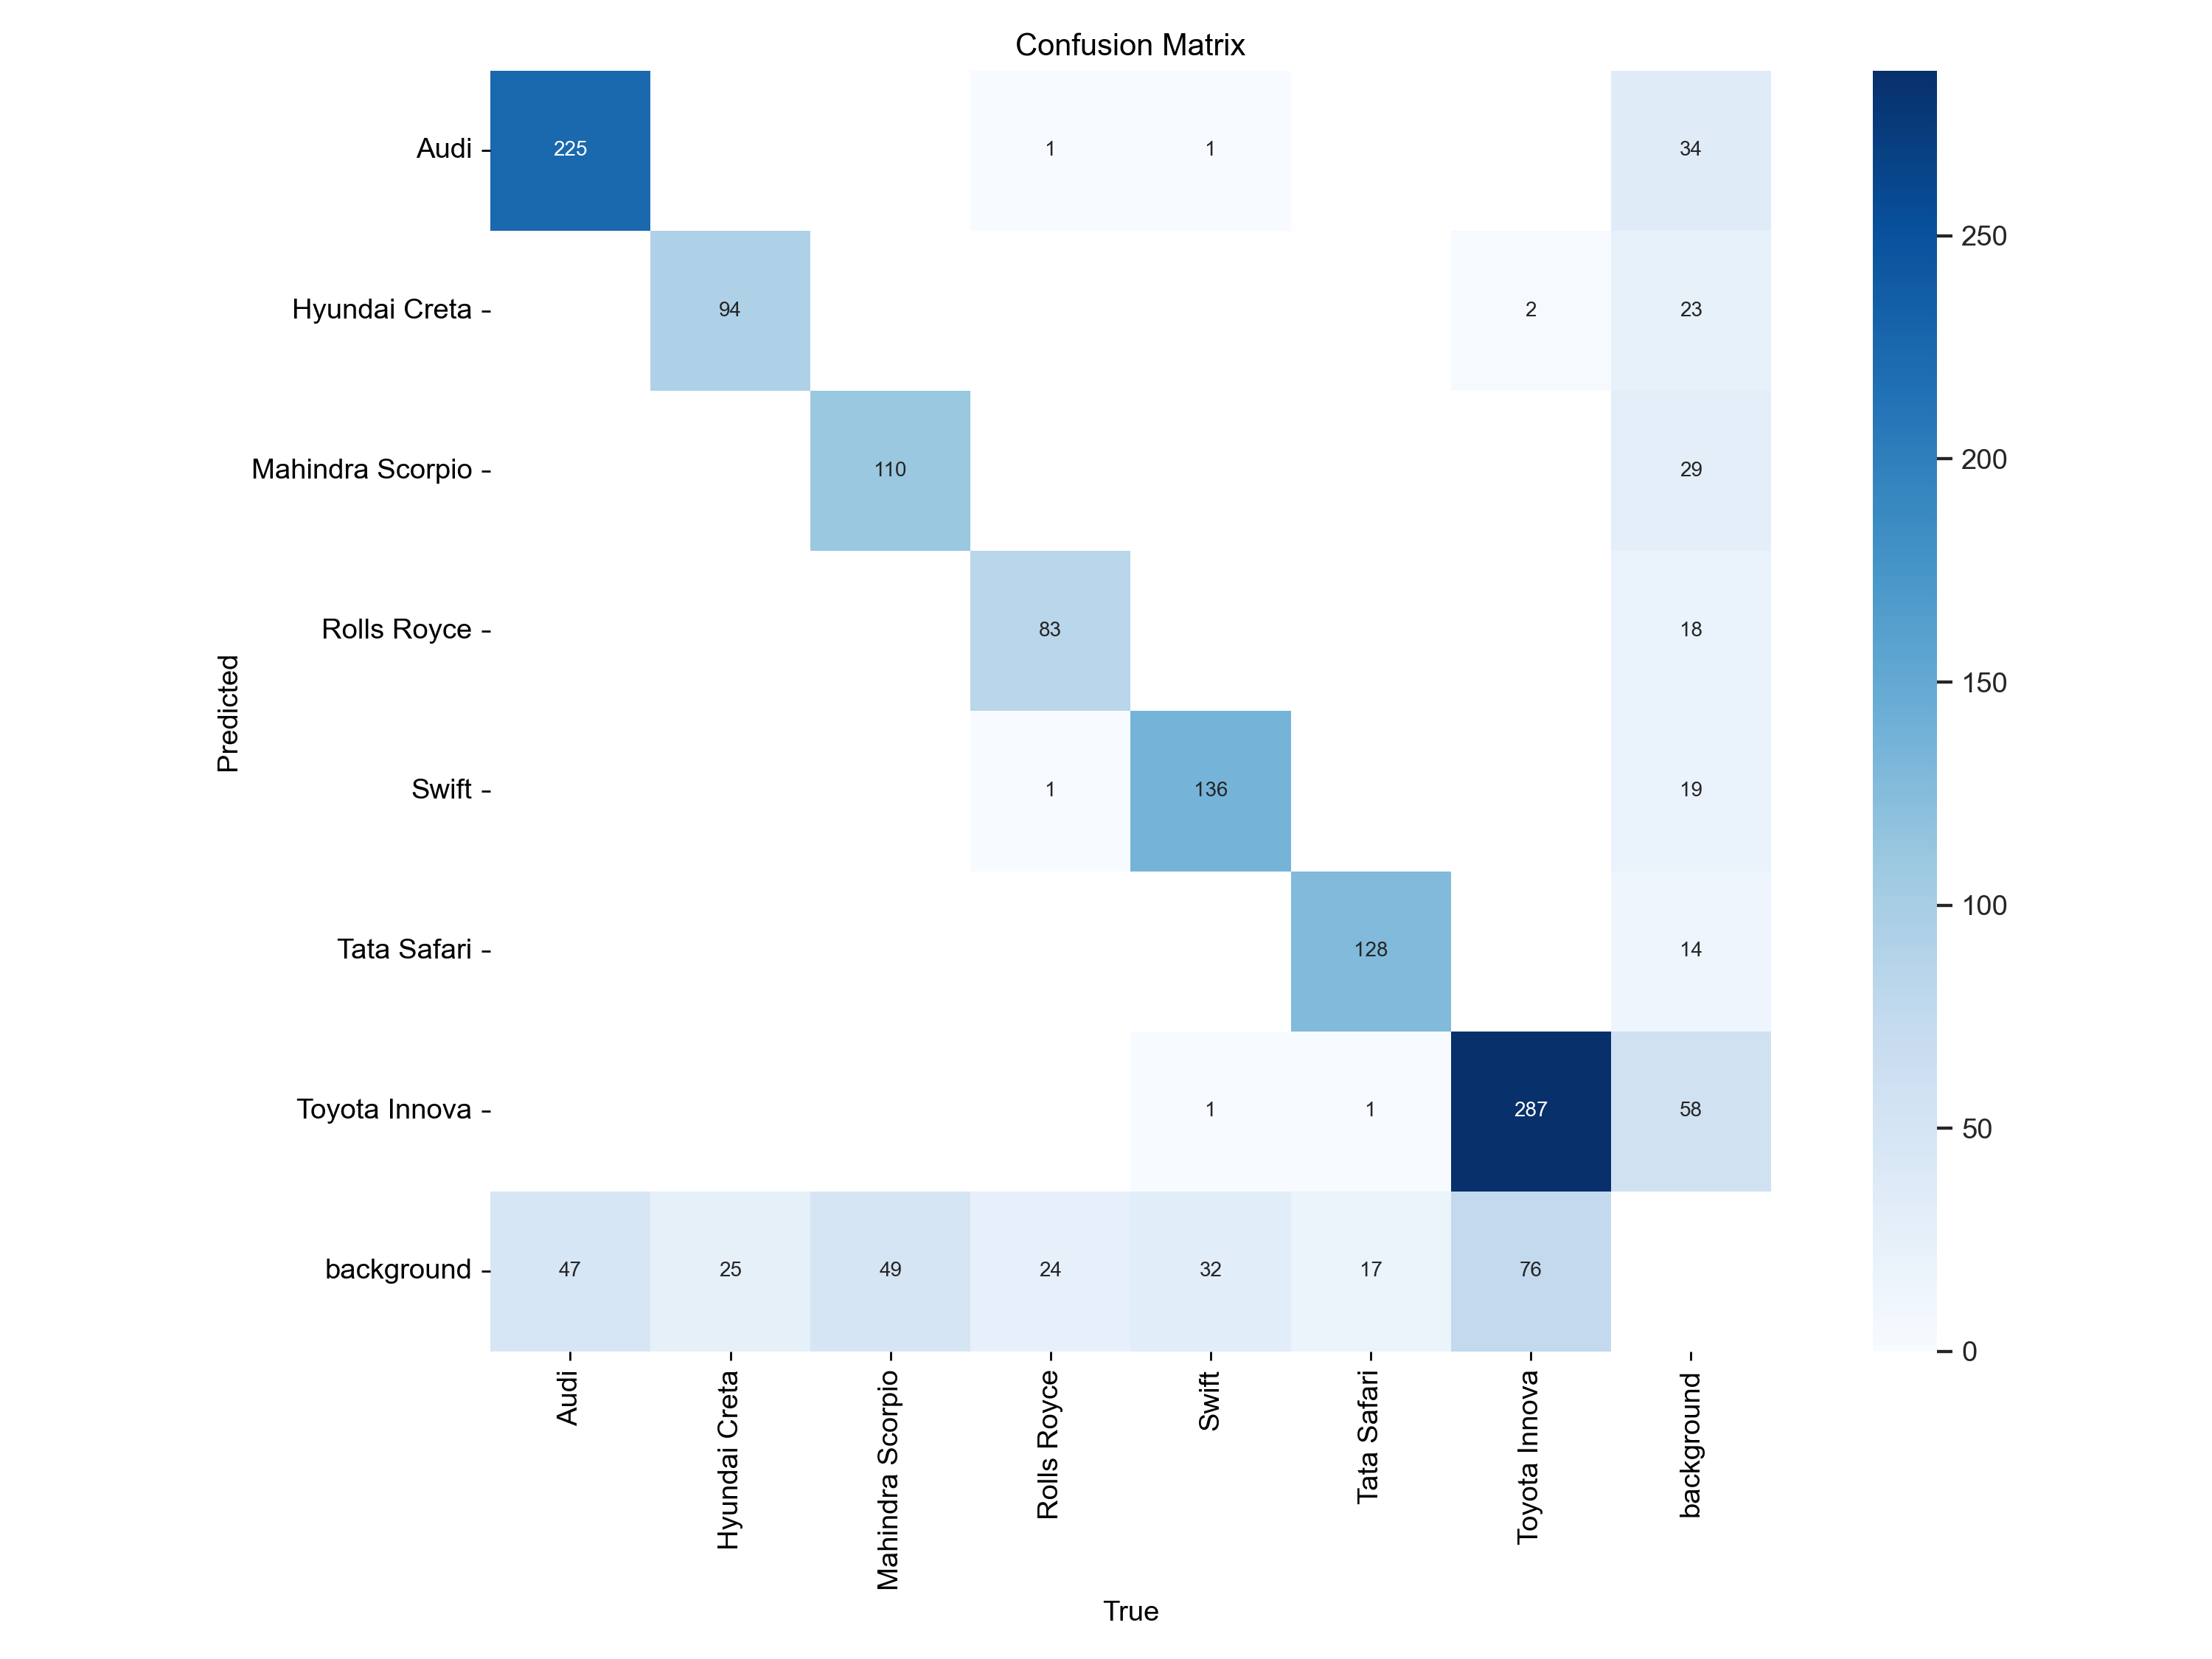 Confusion Matrix
Audi
225
1
1
34
Hyundai Creta
94
2
23
Mahindra Scorpio
110
29
Rolls Royce
83
18
Swift
1
136
19
Tata Safari
128
14
Toyota Innova
1
1
287
58
background
47
25
49
24
32
17
76
Predicted
Audi
Hyundai Creta
Mahindra Scorpio
Rolls Royce
Swift
Tata Safari
Toyota Innova
background
True
250
200
150
100
50
0